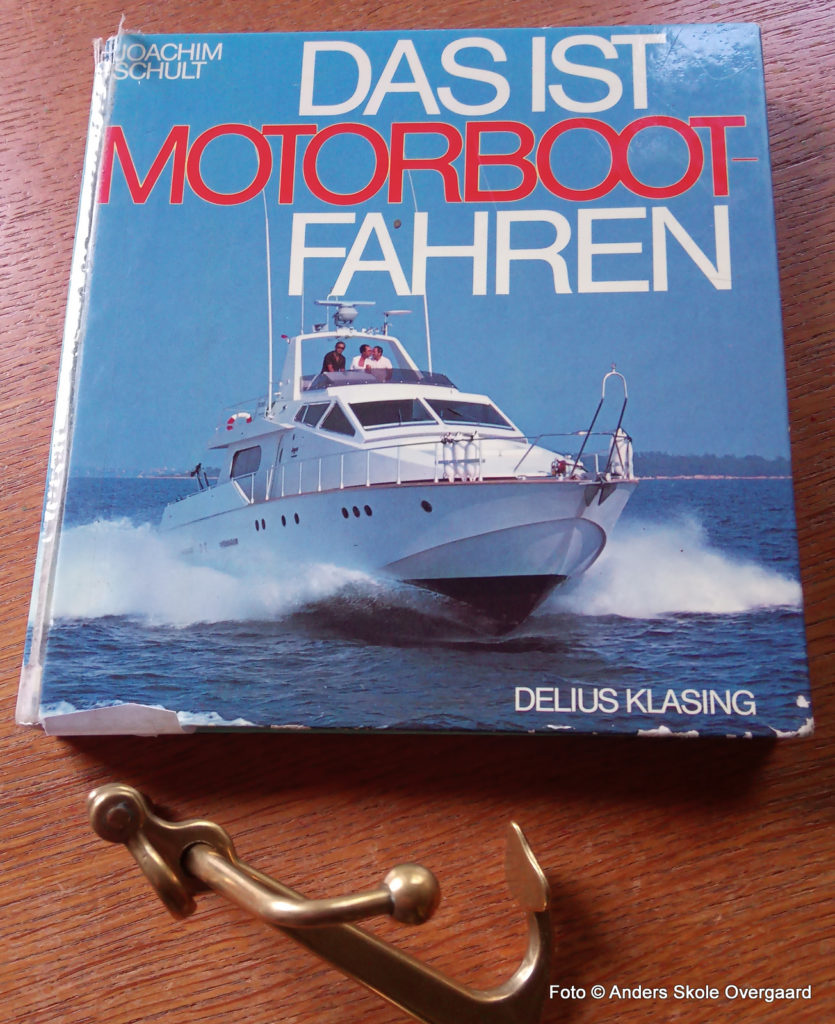 JOACHIM
SCHULT
DAS IST
MOTORBOOT-
FAHREN
DELIUS KLASING
Foto © Anders Skole Overgaard